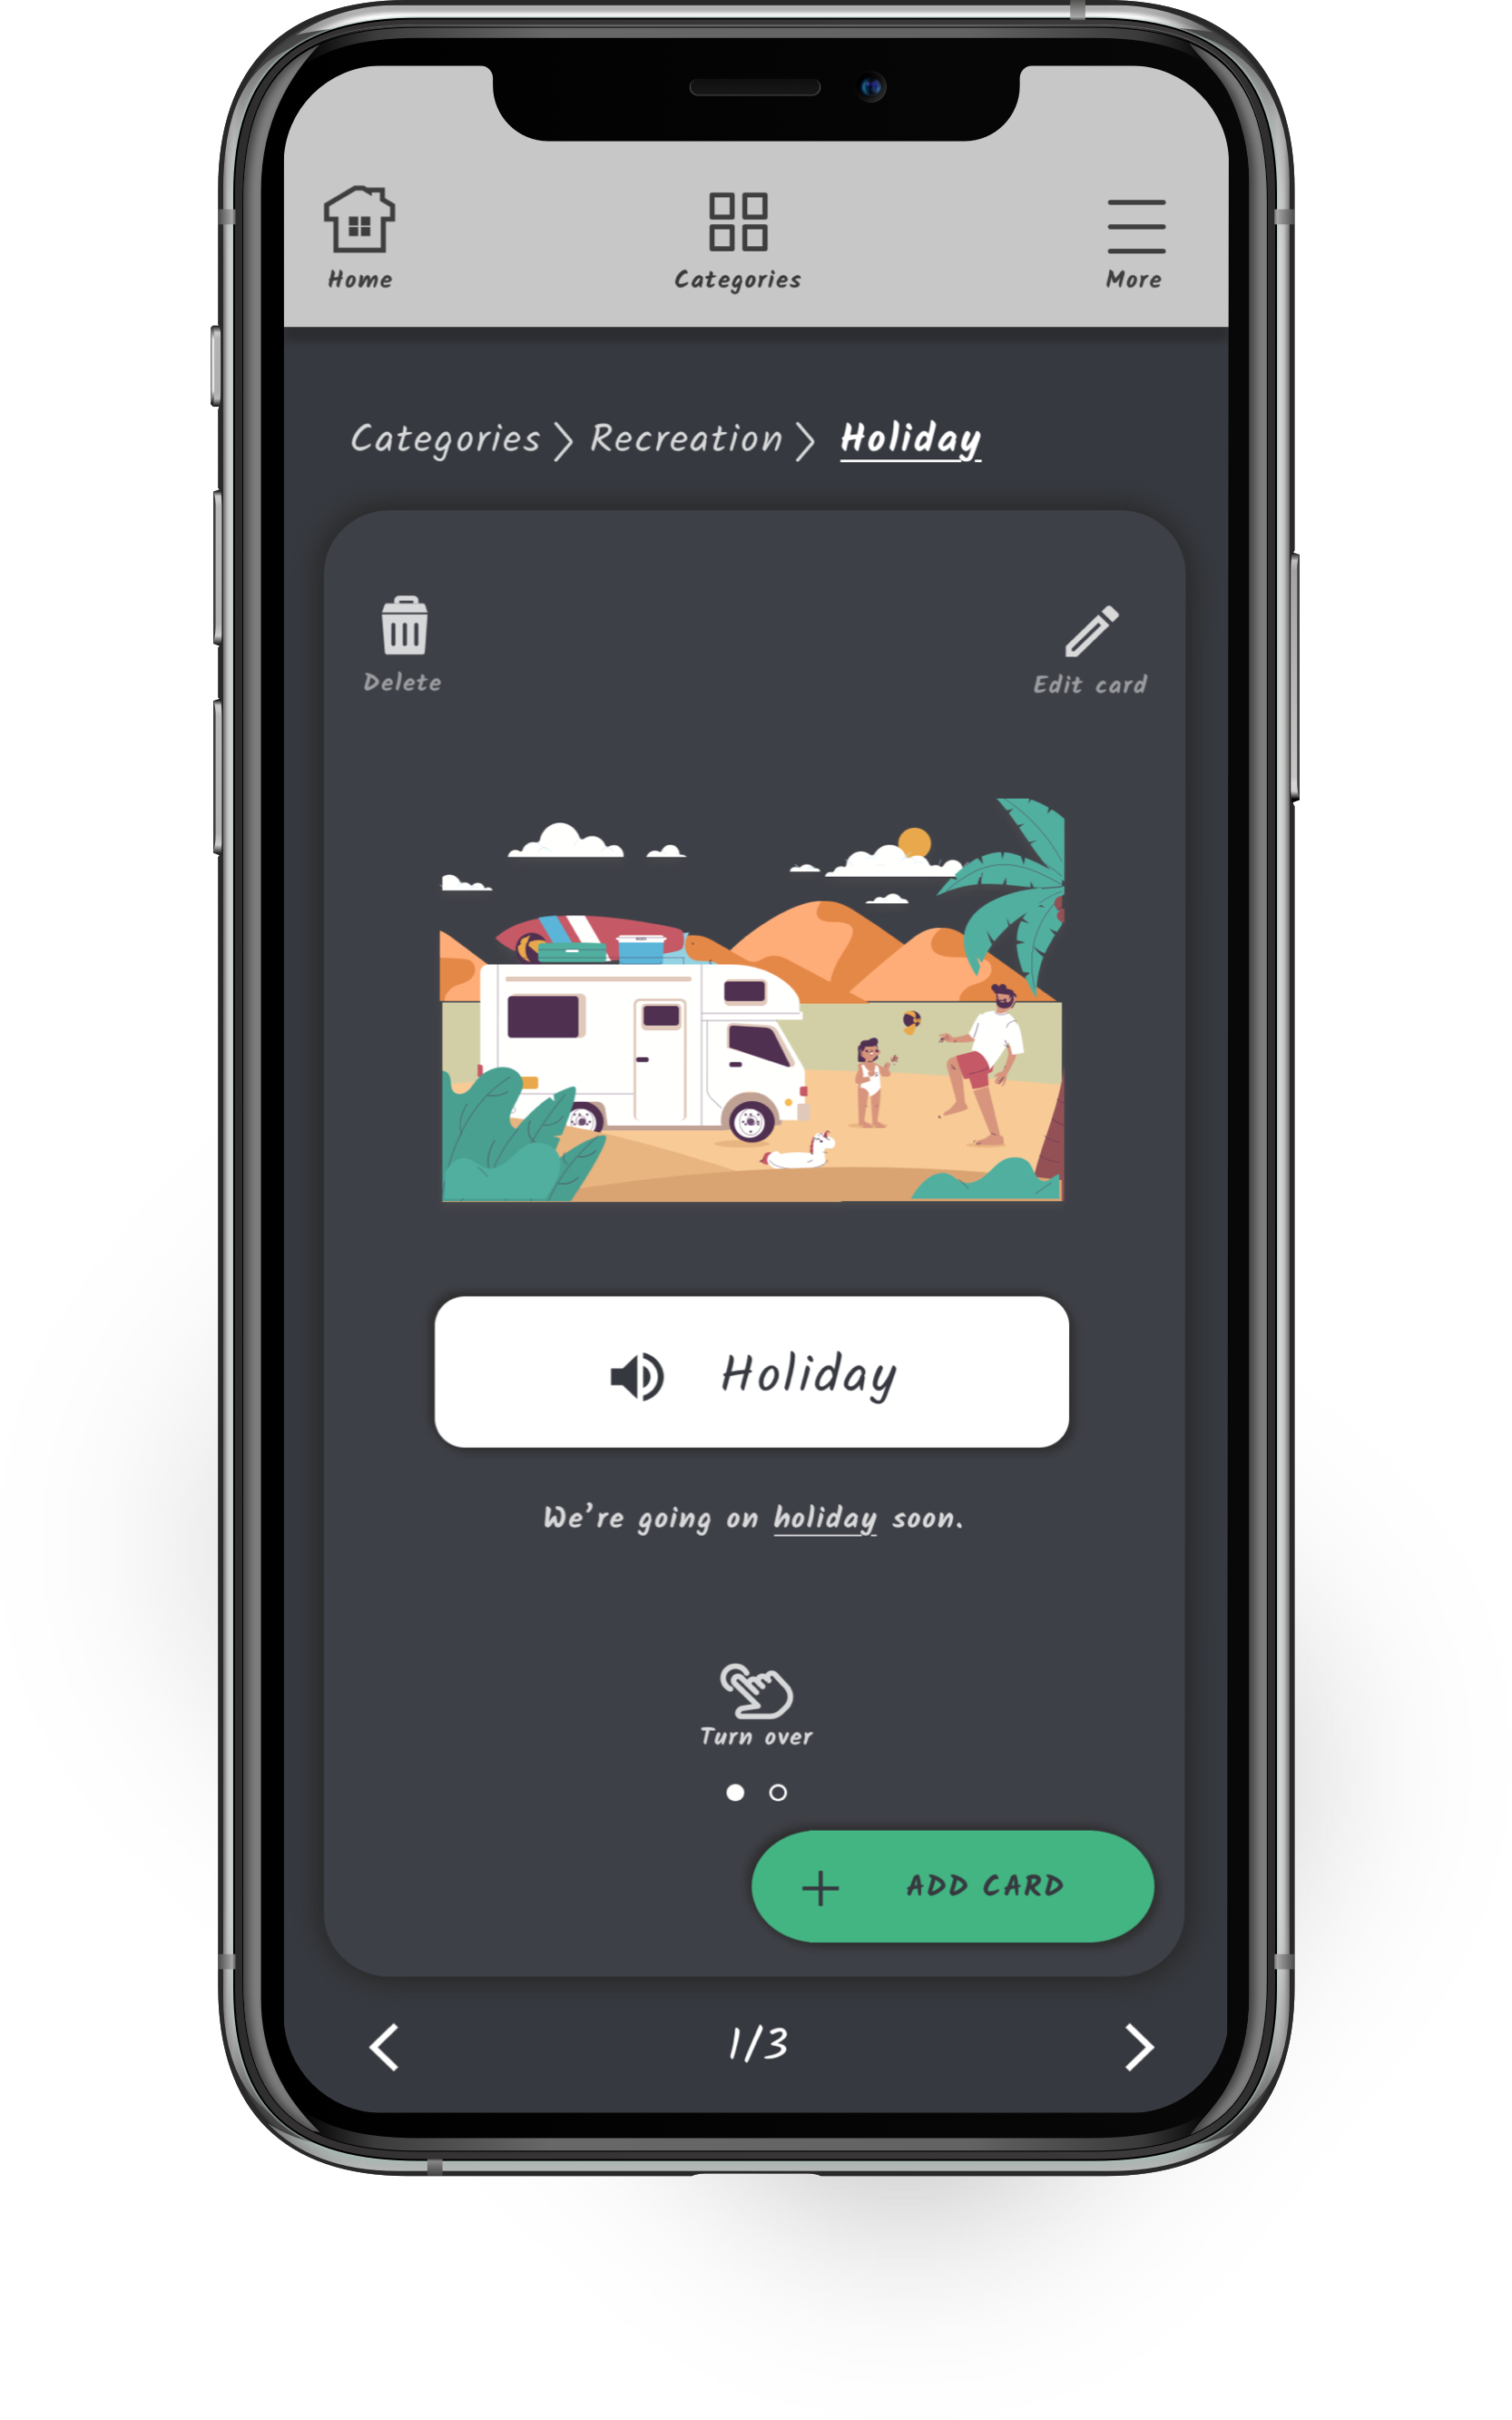 Home Categories More
Categories > Recreation > Holiday
Delete Edit card
Holiday
We're going on holiday soon.
Turn over
+ ADD CARD
1/3